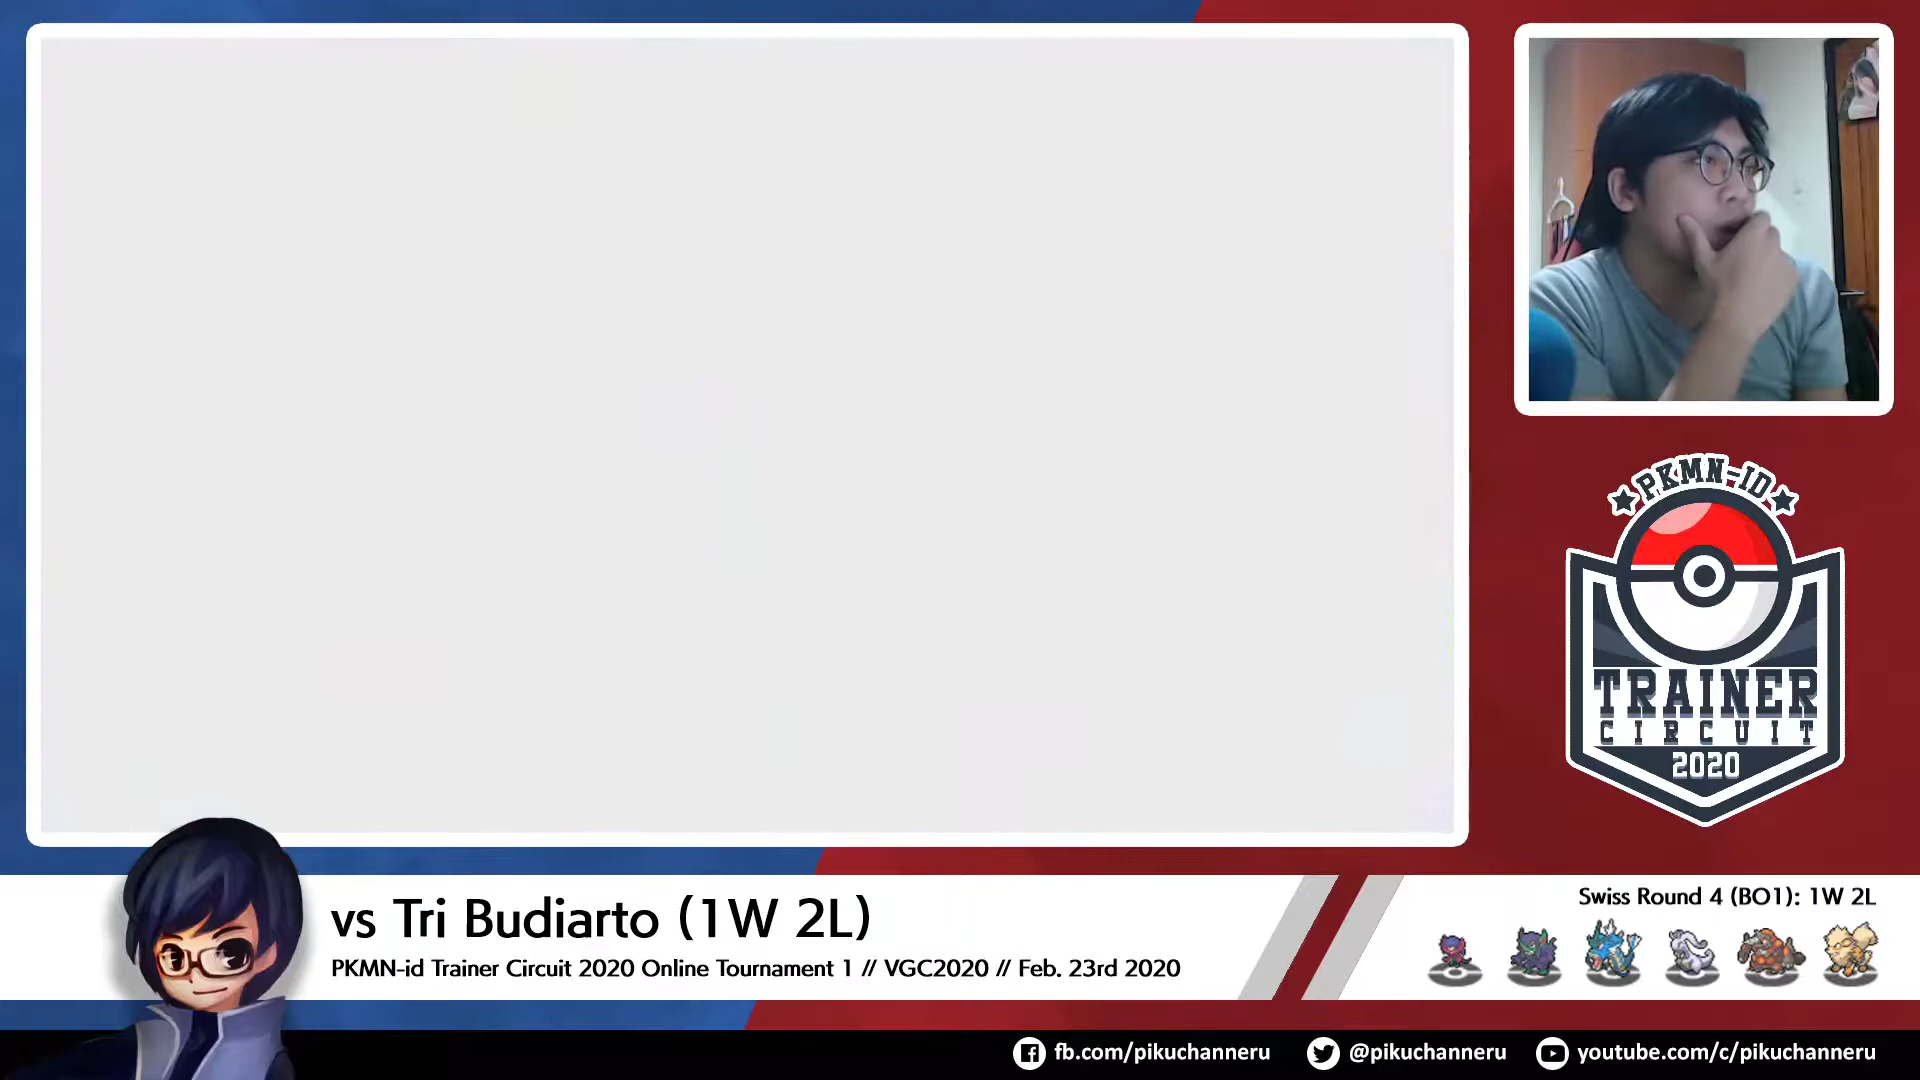 PKMN-ID
TRAINER
CIRCUIT
2020
vs Tri Budiarto (1W 2L)
PKMN-id Trainer Circuit 2020 Online Tournament 1 // VGC2020 // Feb. 23rd 2020
Swiss Round 4 (BO1): 1W 2L
fb.com/pikuchanneru
@pikuchanneru
youtube.com/c/pikuchanneru